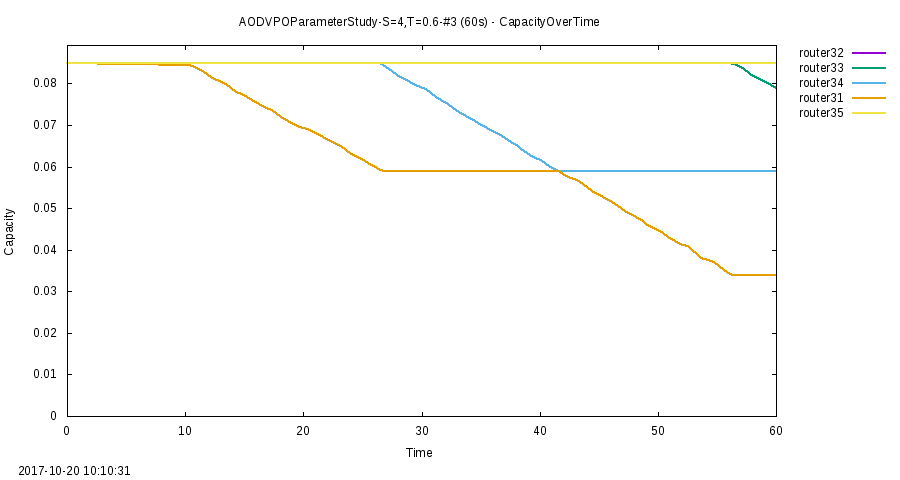 AODVPOParameterStudy-S=4,T=0.6-#3 (60s) - CapacityOverTime
router32
router33
router34
router31
router35
0.08
0.07
0.06
0.05
0.04
0.03
0.02
0.01
0
Capacity
0 10 20 30 40 50 60
Time
2017-10-20 10:10:31